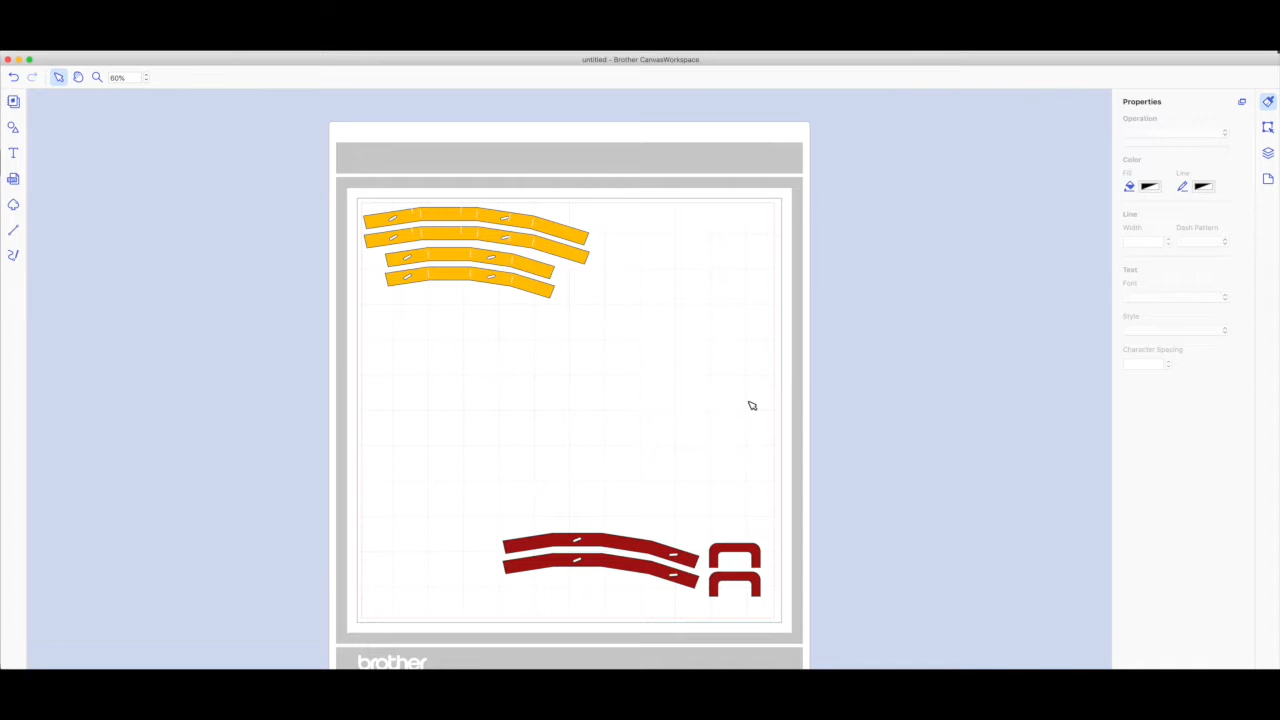 untitled - Brother CanvasWorkspace
60%
Properties
Operation
Color
Fill
Line
Line
Width
Dash Pattern
Text
Font
Style
Character Spacing
brother